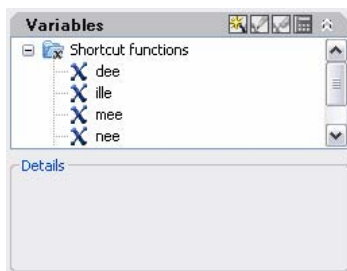 Variables
Shortcut functions
dee
ille
mee
nee
Details